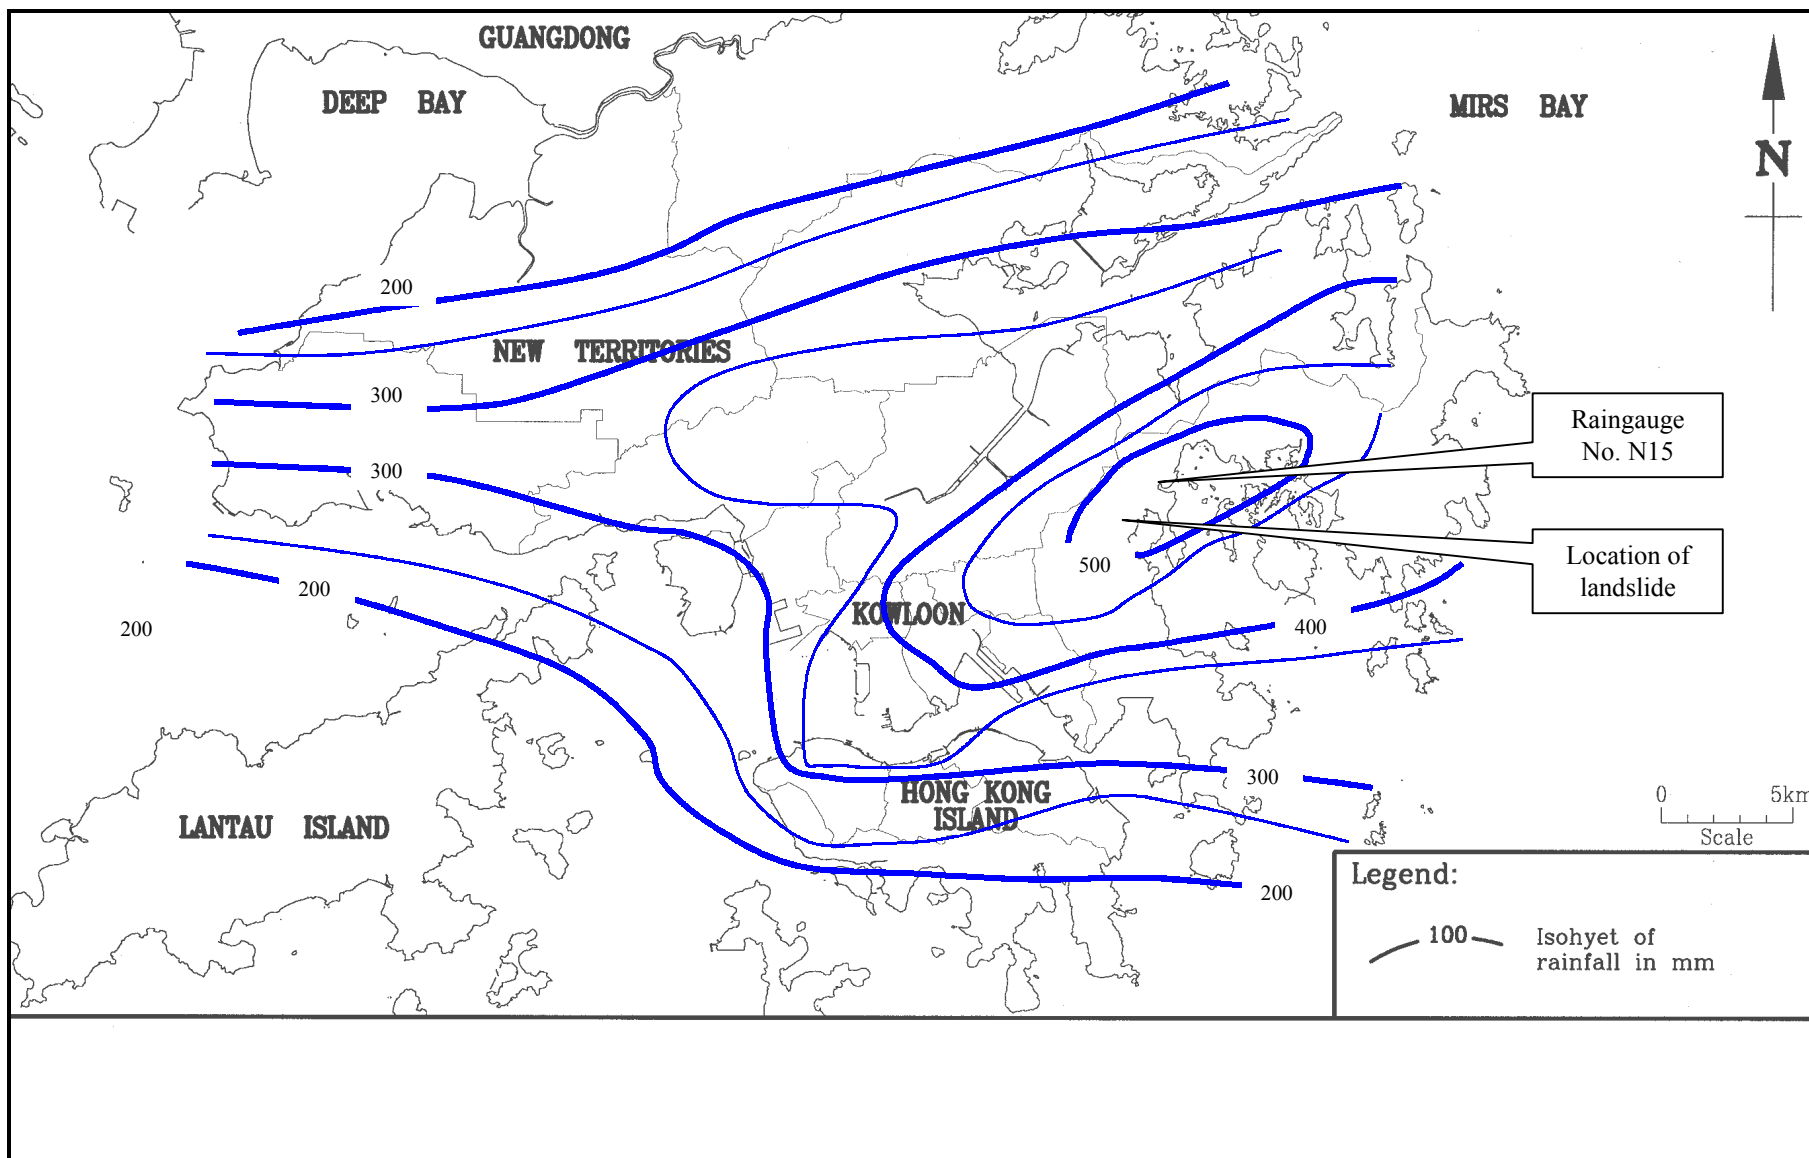 GUANGDONG
DEEP BAY
MIRS BAY
N
200
NEW TERRITORIES
300
Raingauge
No. N15
300
Location of
landslide
500
200
KOWLOON
400
200
300
HONG KONG
ISLAND
LANTAU ISLAND
0 5km
Scale
200
Legend:
100
Isohyet of
rainfall in mm